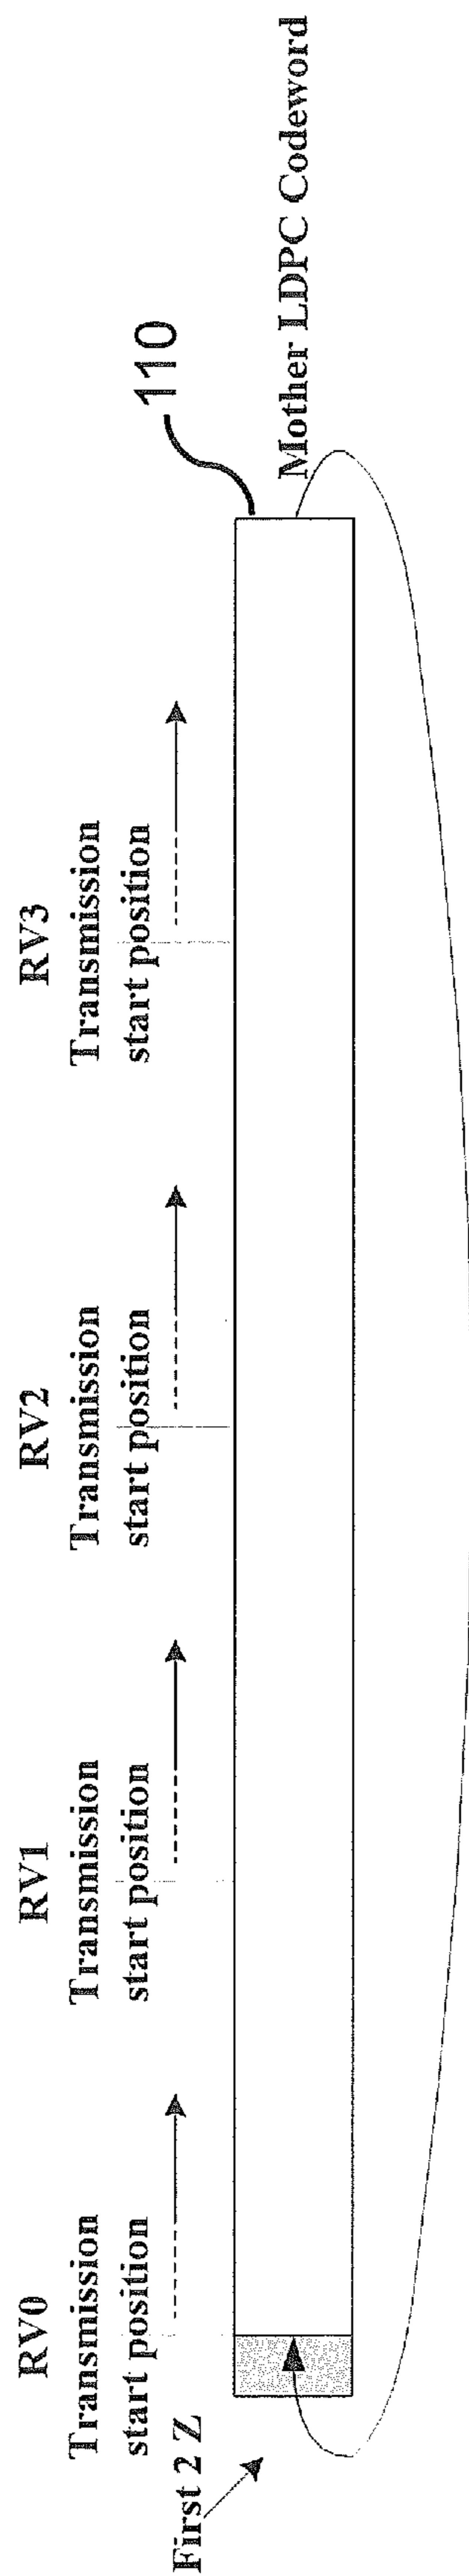 RV0
Transmission
start position
RV1
Transmission
start position
RV2
Transmission
start position
RV3
Transmission
start position
First 2 Z
110
Mother LDPC Codeword